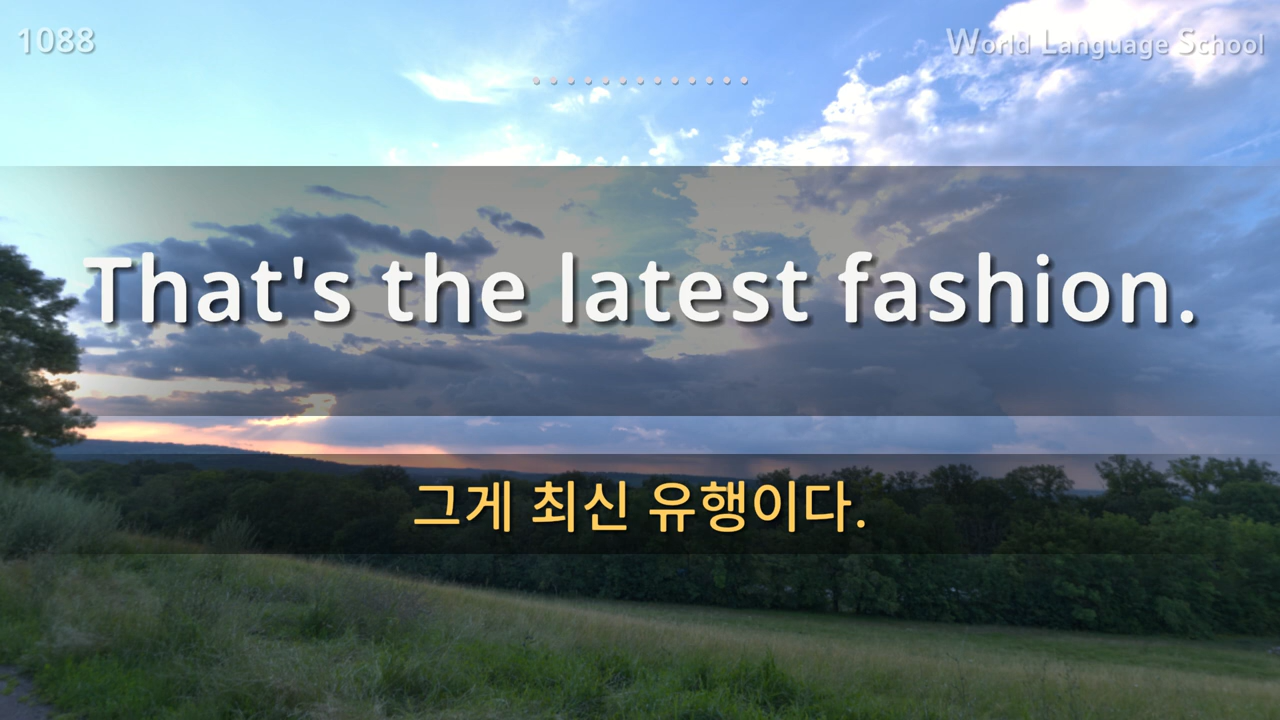 1088
World Language School
That's the latest fashion.
그게 최신 유행이다.